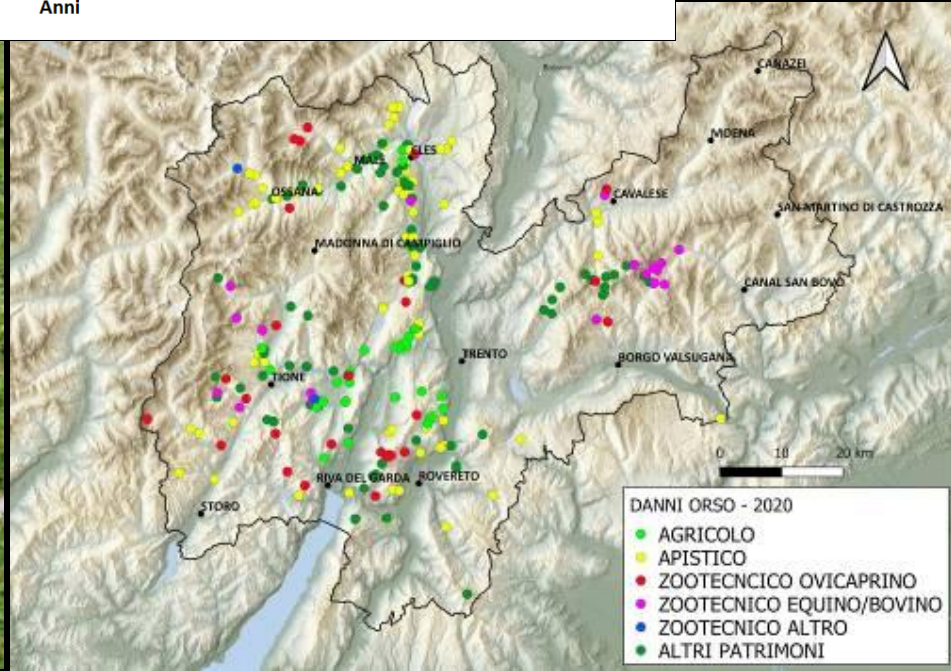 Anni
CANAZEI
MOENA
CLES
MALE
OSSANA
CAVALESE
SAN MARTINO DI CASTROZZA
MADONNA DI CAMPIGLIO
CANAL SAN BOVO
TRENTO
BORGO VALSUGANA
TIONE
0 10 20 km
RIVA DEL GARDA
ROVERETO
STORO
DANNI ORSO - 2020
AGRICOLO
APISTICO
ZOOTECNCICO OVICAPRINO
ZOOTECNICO EQUINO/BOVINO
ZOOTECNICO ALTRO
ALTRI PATRIMONI